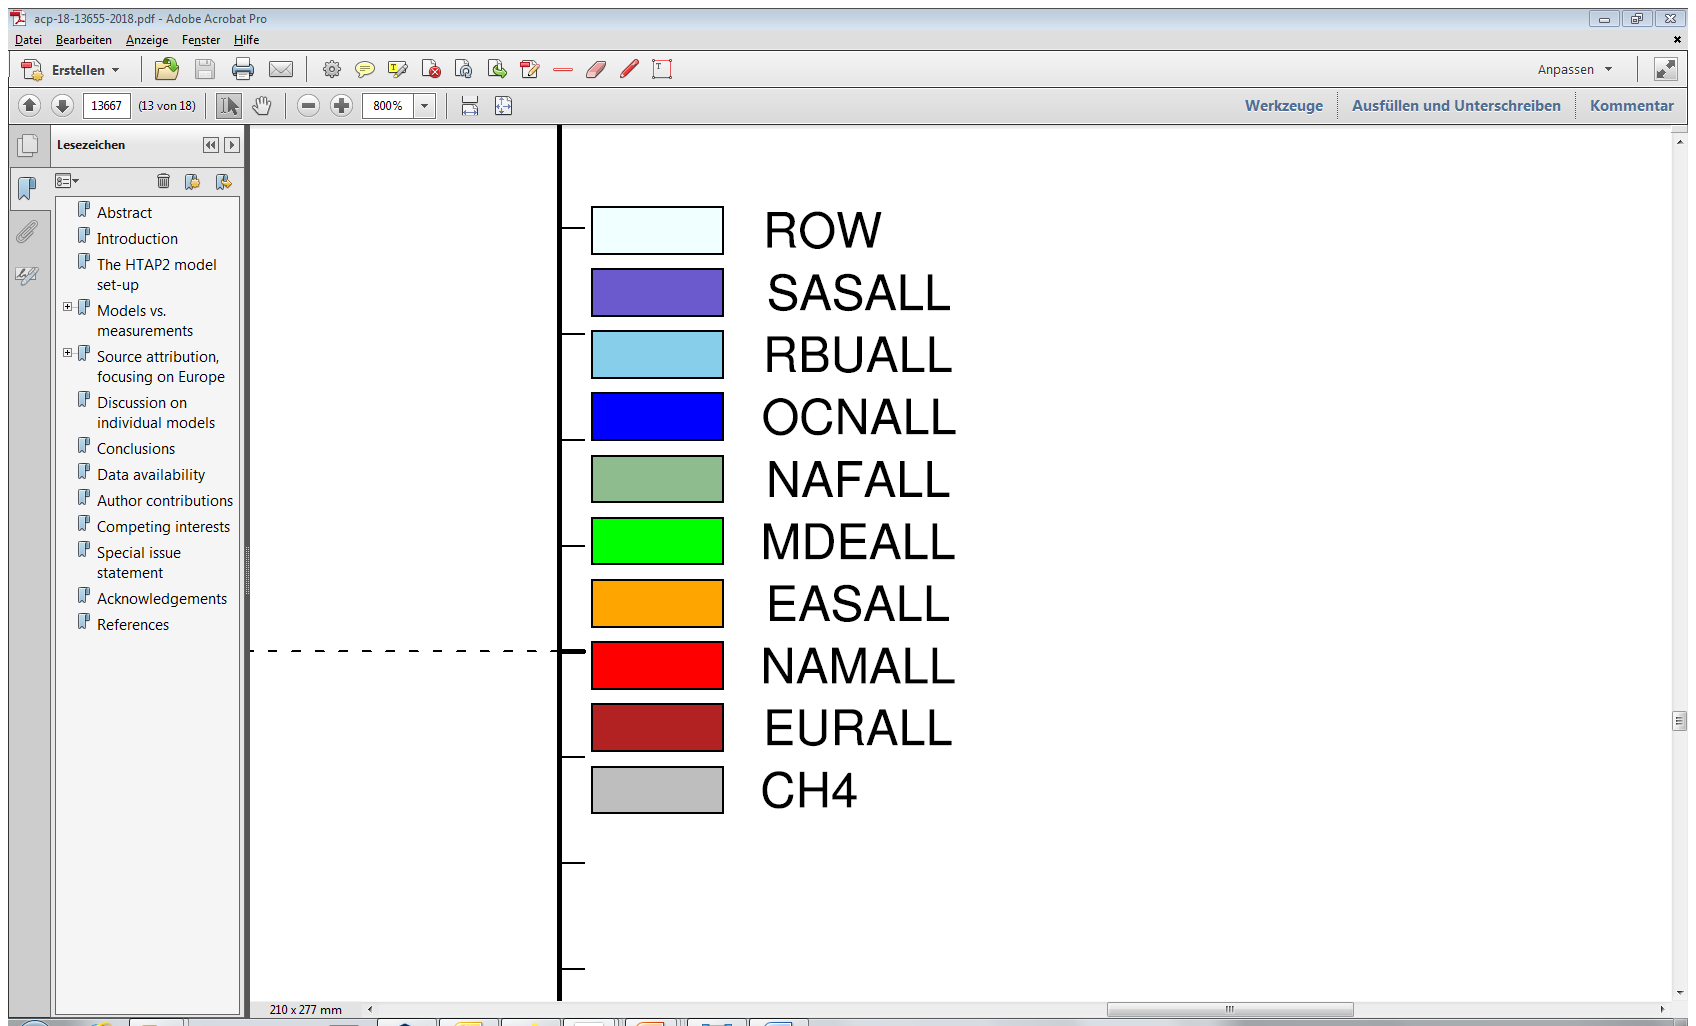 acp-18-13655-2018.pdf - Adobe Acrobat Pro
Datei Bearbeiten Anzeige Fenster Hilfe
Erstellen Anpassen
13667 (13 von 18) 800% Werkzeuge Ausfüllen und Unterschreiben Kommentar
Lesezeichen
Abstract
Introduction
The HTAP2 model
set-up
Models vs.
measurements
Source attribution,
focusing on Europe
Discussion on
individual models
Conclusions
Data availability
Author contributions
Competing interests
Special issue
statement
Acknowledgements
References
ROW
SASALL
RBUALL
OCNALL
NAFALL
MDEALL
EASALL
NAMALL
EURALL
CH4
210 x 277 mm